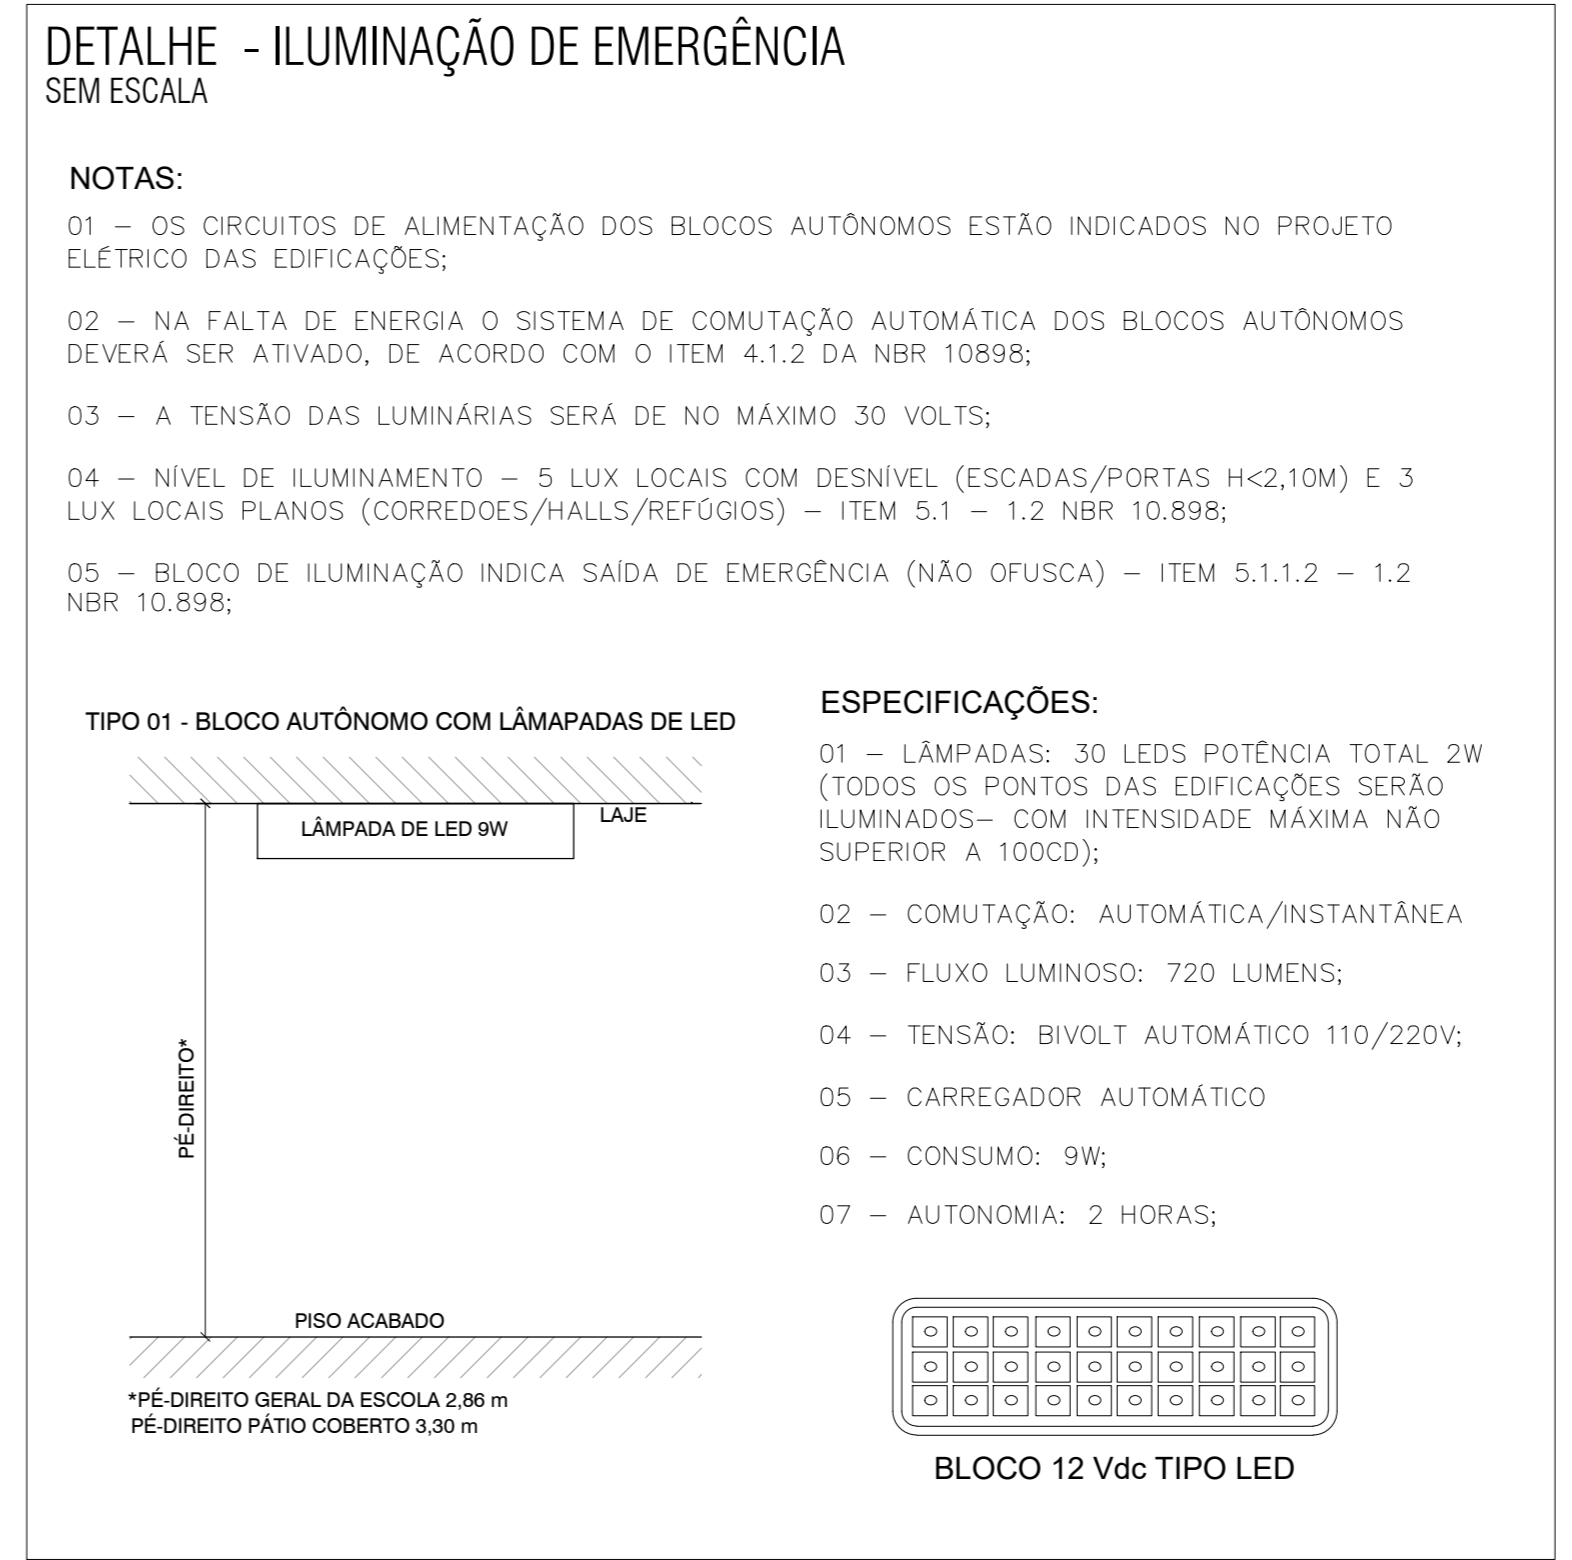 DETALHE - ILUMINAÇÃO DE EMERGÊNCIA
SEM ESCALA
NOTAS:
01 – OS CIRCUITOS DE ALIMENTAÇÃO DOS BLOCOS AUTÔNOMOS ESTÃO INDICADOS NO PROJETO
ELÉTRICO DAS EDIFICAÇÕES;
02 – NA FALTA DE ENERGIA O SISTEMA DE COMUTAÇÃO AUTOMÁTICA DOS BLOCOS AUTÔNOMOS
DEVERÁ SER ATIVADO, DE ACORDO COM O ITEM 4.1.2 DA NBR 10898;
03 – A TENSÃO DAS LUMINÁRIAS SERÁ DE NO MÁXIMO 30 VOLTS;
04 – NÍVEL DE ILUMINAMENTO – 5 LUX LOCAIS COM DESNÍVEL (ESCADAS/PORTAS H<2,10M) E 3
LUX LOCAIS PLANOS (CORREDOES/HALLS/REFÚGIOS) – ITEM 5.1 – 1.2 NBR 10.898;
05 – BLOCO DE ILUMINAÇÃO INDICA SAÍDA DE EMERGÊNCIA (NÃO OFUSCA) – ITEM 5.1.1.2 – 1.2
NBR 10.898;
TIPO 01 - BLOCO AUTÔNOMO COM LÂMAPADAS DE LED
LÂMPADA DE LED 9W
LAJE
PÉ-DIREITO*
PISO ACABADO
*PÉ-DIREITO GERAL DA ESCOLA 2,86 m
PÉ-DIREITO PÁTIO COBERTO 3,30 m
ESPECIFICAÇÕES:
01 – LÂMPADAS: 30 LEDS POTÊNCIA TOTAL 2W
(TODOS OS PONTOS DAS EDIFICAÇÕES SERÃO
ILUMINADOS– COM INTENSIDADE MÁXIMA NÃO
SUPERIOR A 100CD);
02 – COMUTAÇÃO: AUTOMÁTICA/INSTANTÂNEA
03 – FLUXO LUMINOSO: 720 LUMENS;
04 – TENSÃO: BIVOLT AUTOMÁTICO 110/220V;
05 – CARREGADOR AUTOMÁTICO
06 – CONSUMO: 9W;
07 – AUTONOMIA: 2 HORAS;
BLOCO 12 Vdc TIPO LED